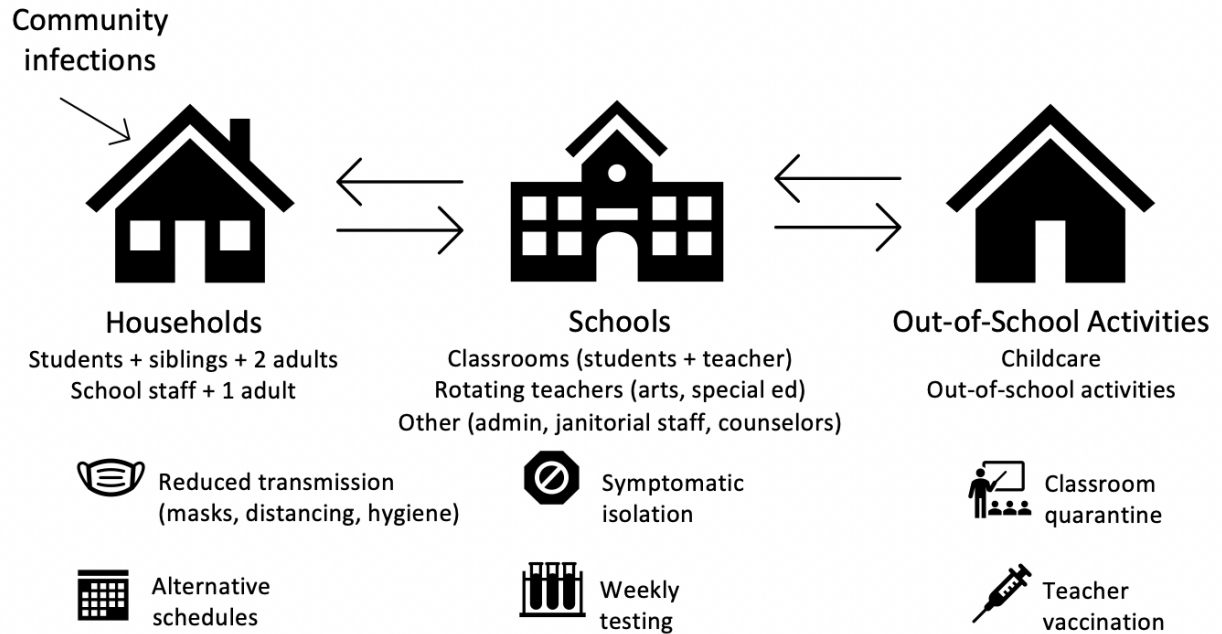 Community
infections
Households
Students + siblings + 2 adults
School staff + 1 adult
Schools
Classrooms (students + teacher)
Rotating teachers (arts, special ed)
Other (admin, janitorial staff, counselors)
Out-of-School Activities
Childcare
Out-of-school activities
Reduced transmission
(masks, distancing, hygiene)
Symptomatic
isolation
Classroom
quarantine
Alternative
schedules
Weekly
testing
Teacher
vaccination